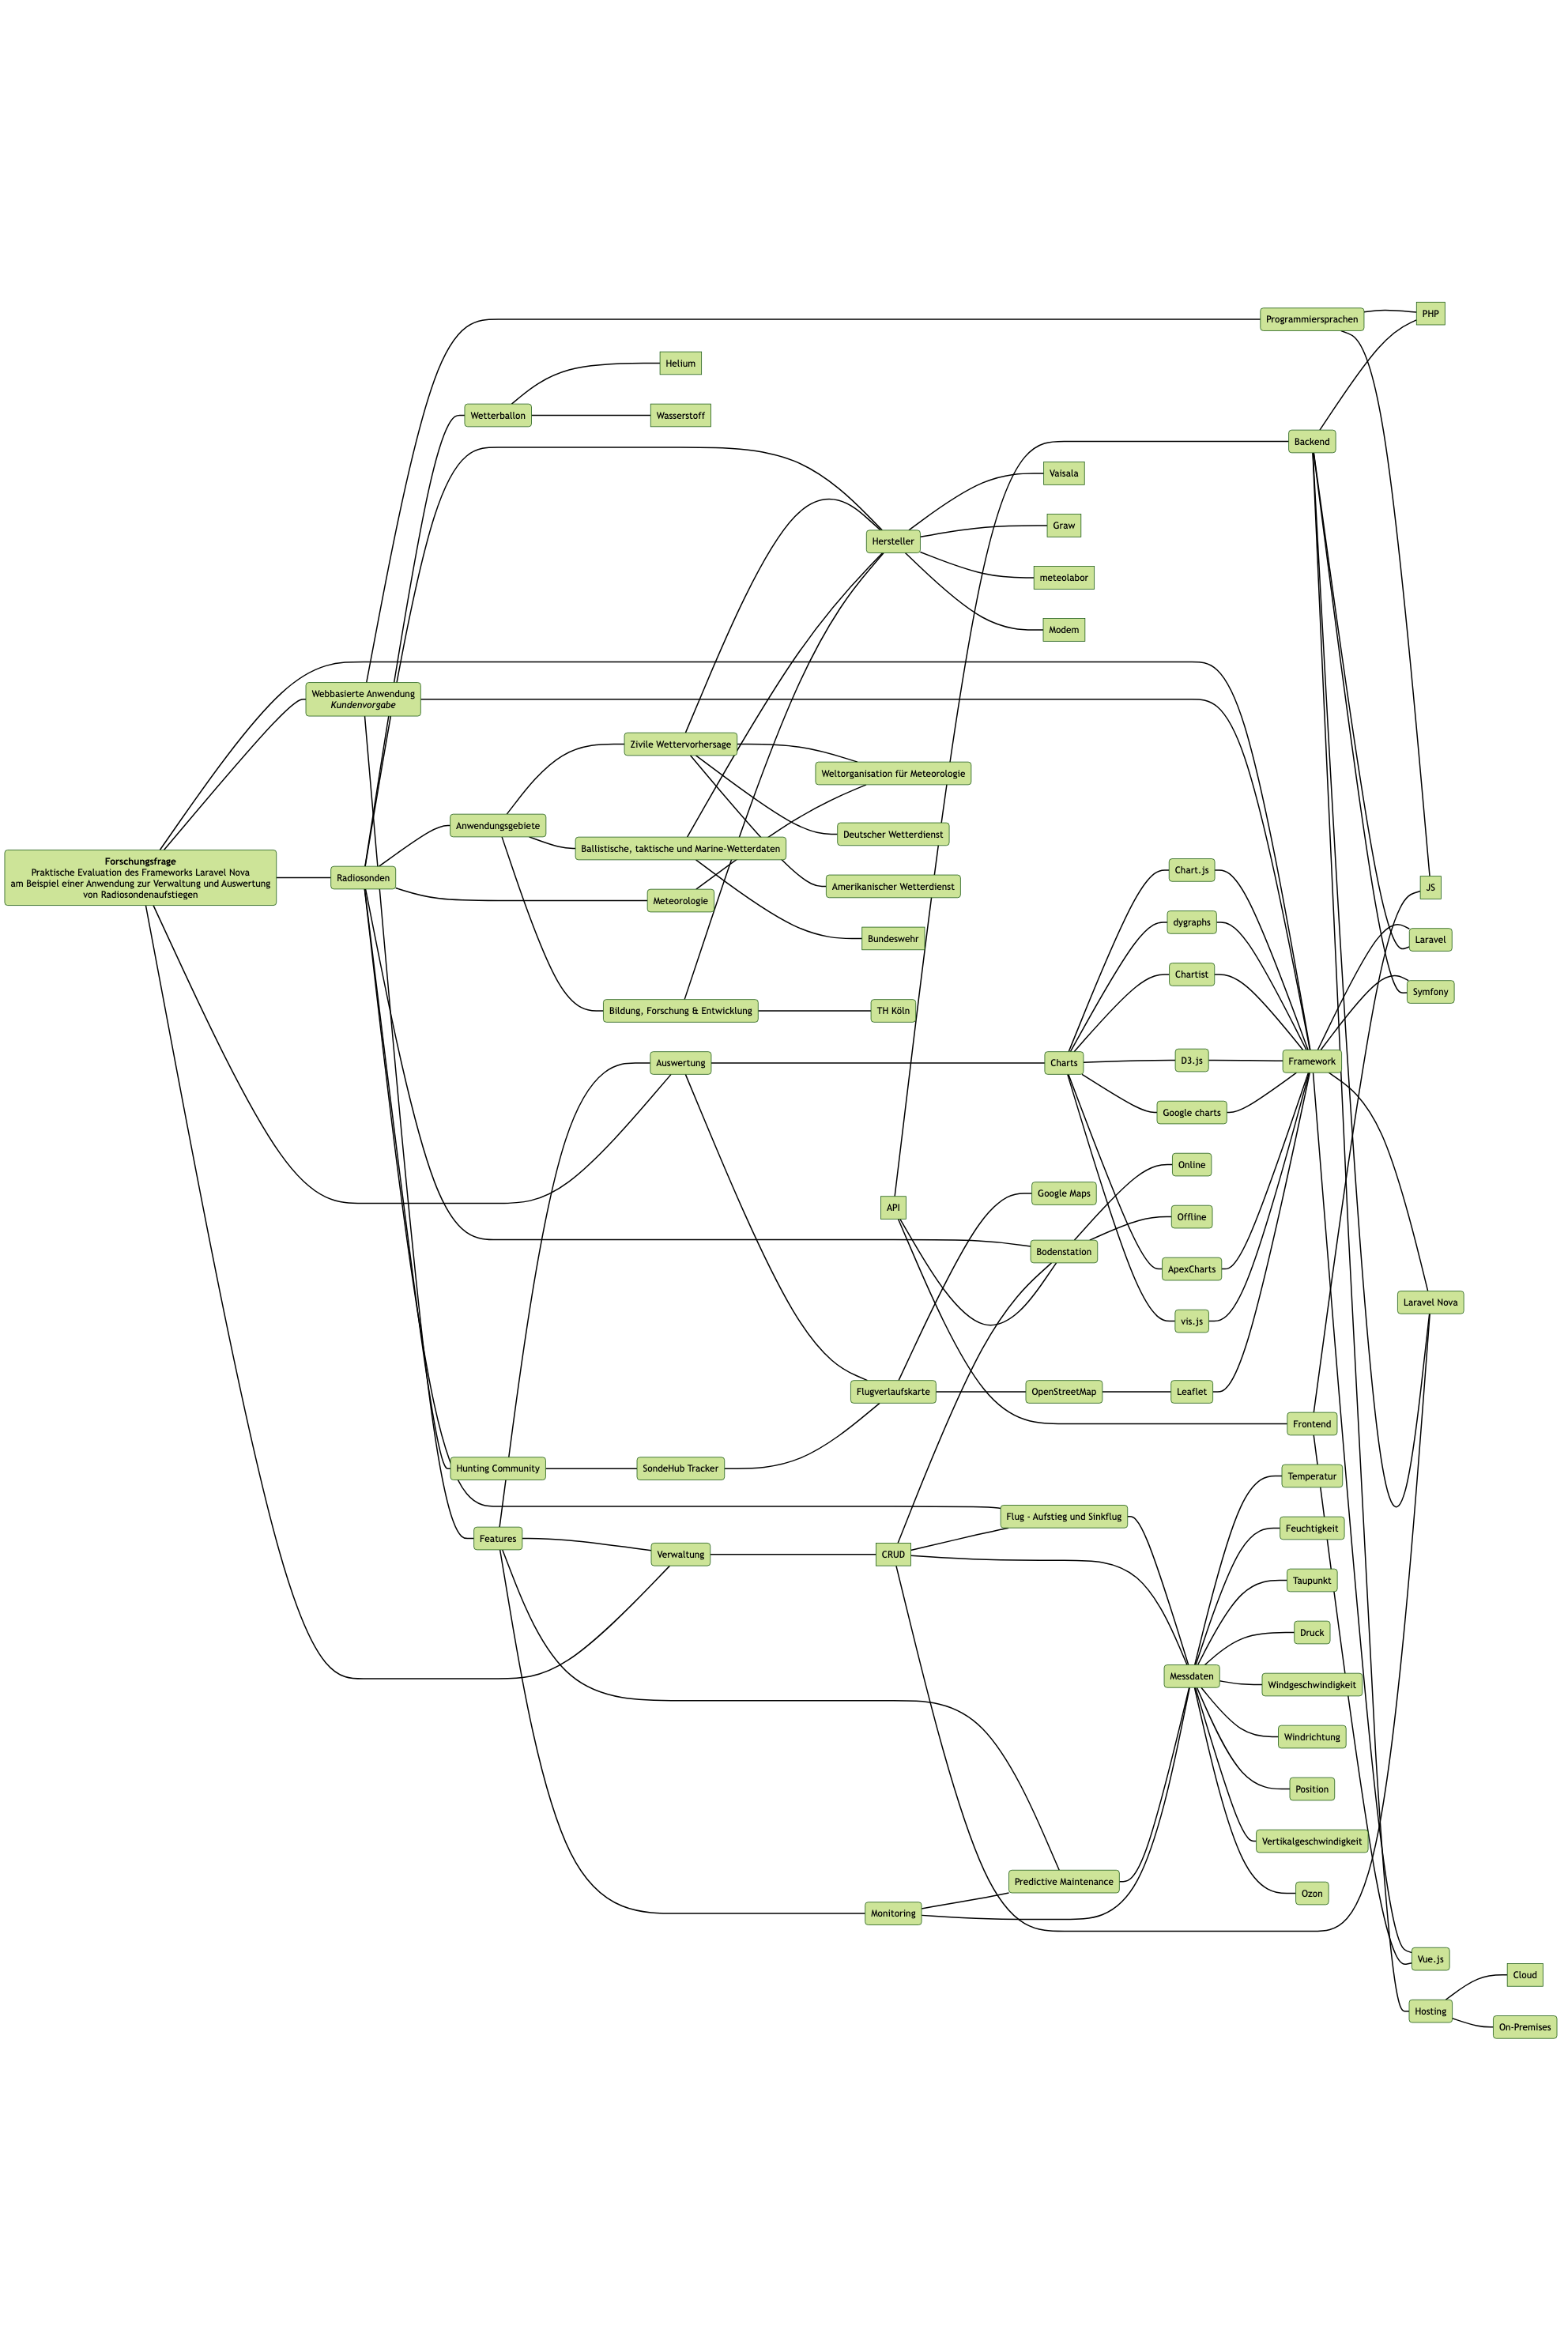 Programmiersprachen
PHP
Helium
Wetterballon
Wasserstoff
Backend
Vaisala
Graw
Hersteller
meteolabor
Modem
Webbasierte Anwendung
Kundenvorgabe
Zivile Wettervorhersage
Weltorganisation für Meteorologie
Anwendungsgebiete
Deutscher Wetterdienst
Ballistische, taktische und Marine-Wetterdaten
Forschungsfrage
Praktische Evaluation des Frameworks Laravel Nova
am Beispiel einer Anwendung zur Verwaltung und Auswertung
von Radiosondenaufstiegen
Radiosonden
Chart.js
Amerikanischer Wetterdienst
JS
Meteorologie
dygraphs
Bundeswehr
Laravel
Chartist
Symfony
Bildung, Forschung & Entwicklung
TH Köln
Auswertung
Charts
D3.js
Framework
Google charts
Online
Google Maps
API
Offline
Bodenstation
ApexCharts
Laravel Nova
vis.js
Flugverlaufskarte
OpenStreetMap
Leaflet
Frontend
Hunting Community
SondeHub Tracker
Temperatur
Flug - Aufstieg und Sinkflug
Feuchtigkeit
Features
Verwaltung
CRUD
Taupunkt
Druck
Messdaten
Windgeschwindigkeit
Windrichtung
Position
Vertikalgeschwindigkeit
Predictive Maintenance
Ozon
Monitoring
Vue.js
Cloud
Hosting
On-Premises